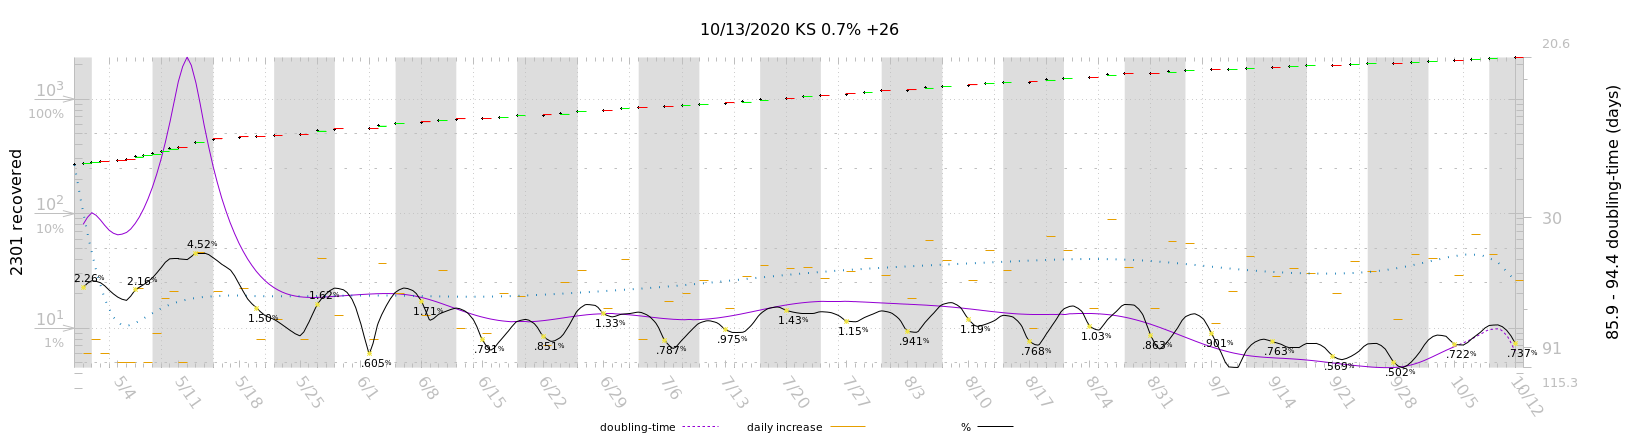 10/13/2020 KS 0.7% +26
20.6
10³
100%
10²
10%
30
10¹
1%
91
115.3
2301 recovered
85.9 - 94.4 doubling-time (days)
2.26% 2.16% 4.52% 1.50% 1.62% .605% 1.71% .791% .851% 1.33% .787% .975% 1.43% 1.15% .941% 1.19% .768% 1.03% .863% .901% .763% .569% .502% .722% .737%
5/4 5/11 5/18 5/25 6/1 6/8 6/15 6/22 6/29 7/6 7/13 7/20 7/27 8/3 8/10 8/17 8/24 8/31 9/7 9/14 9/21 9/28 10/5 10/12
doubling-time daily increase %